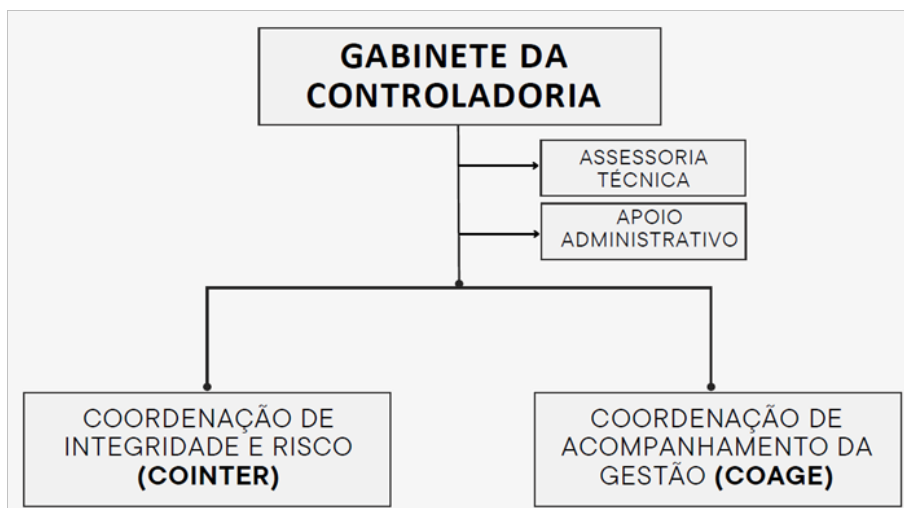 GABINETE DA
CONTROLADORIA
ASSESSORIA
TÉCNICA
APOIO
ADMINISTRATIVO
COORDENAÇÃO DE
INTEGRIDADE E RISCO
(COINTER)
COORDENAÇÃO DE
ACOMPANHAMENTO DA
GESTÃO (COAGE)